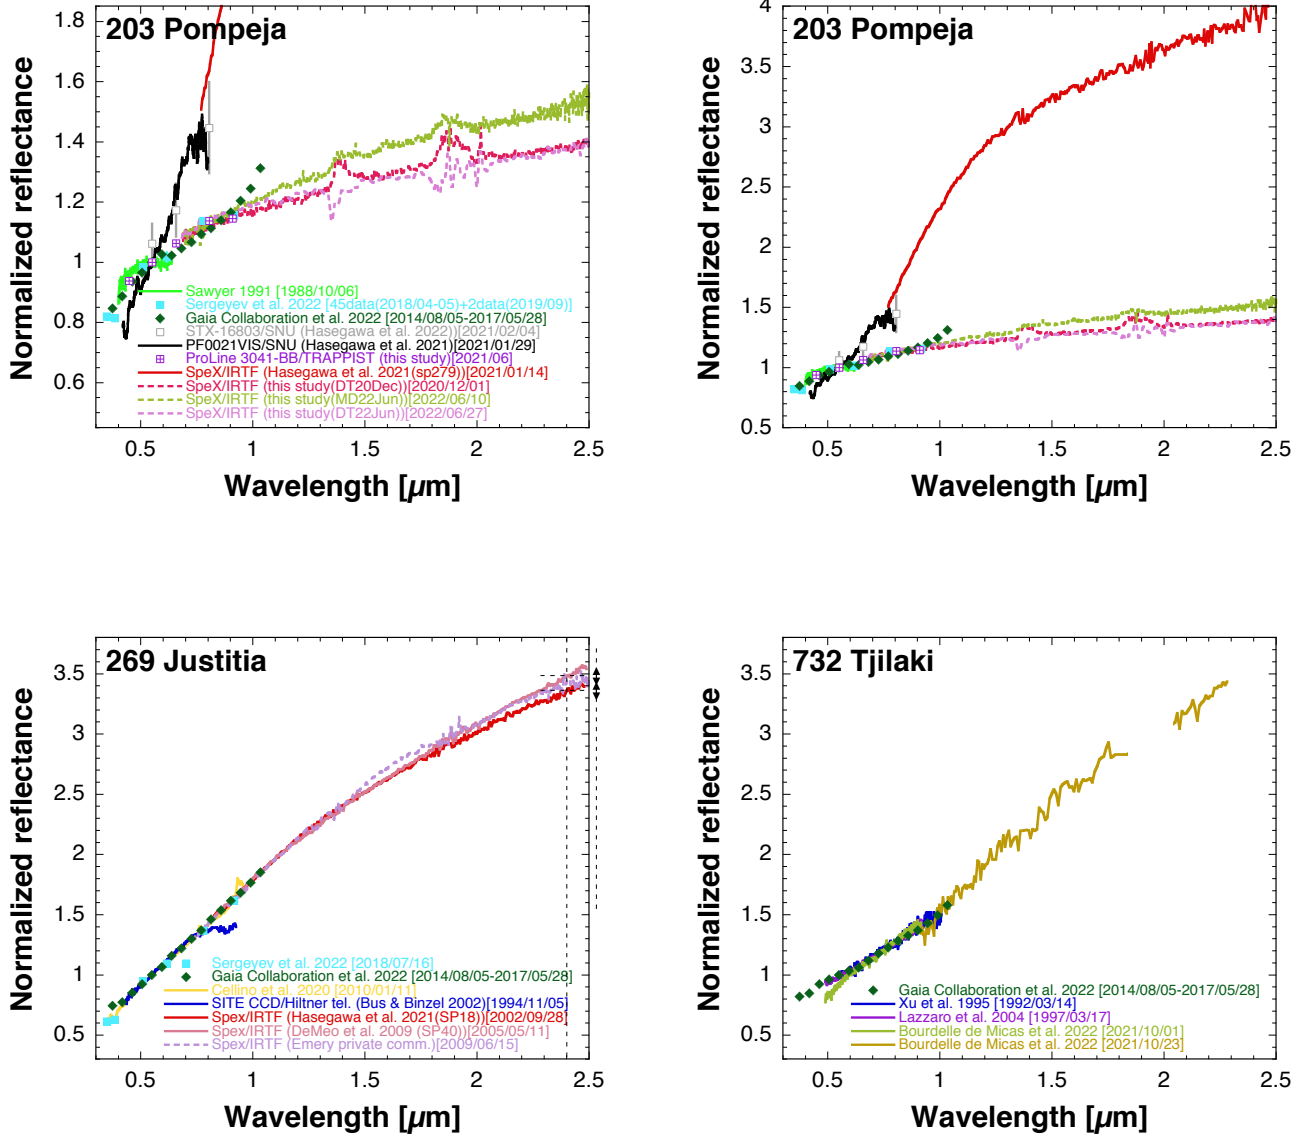 203 Pompeja
Normalized reflectance
1.8
1.6
1.4
1.2
1
0.8
0.6
Sawyer 1991 [1988/10/06]
Sergeyev et al. 2022 [45data(2018/04-05)+2data(2019/09)]
Gaia Collaboration et al. 2022 [2014/08/05-2017/05/28]
STX-16803/SNU (Hasegawa et al. 2022))[2021/02/04]
PF0021VIS/SNU (Hasegawa et al. 2021)[2021/01/29]
ProLine 3041-BB/TRAPPIST (this study)[2021/06]
SpeX/IRTF (Hasegawa et al. 2021(sp279))[2021/01/14]
SpeX/IRTF (this study(DT20Dec))[2020/12/01]
SpeX/IRTF (this study(MD22Jun)[2022/06/10]
SpeX/IRTF (this study(DT22Jun))[2022/06/27]
0.5 1 1.5 2 2.5
Wavelength [μm]
203 Pompeja
Normalized reflectance
4
3.5
3
2.5
2
1.5
1
0.5
0.5 1 1.5 2 2.5
Wavelength [μm]
269 Justitia
Normalized reflectance
3.5
3
2.5
2
1.5
1
0.5
Sergeyev et al. 2022 [2018/07/16]
Gaia Collaboration et al. 2022 [2014/08/05-2017/05/28]
Cellino et al. 2020 [2010/01/11]
SITE CCD/Hiltner tel. (Bus & Binzel 2002)[1994/11/05]
Spex/IRTF (Hasegawa et al. 2021(SP18)[2002/09/28]
Spex/IRTF (DeMeo et al. 2009 (SP40)[2005/05/11]
Spex/IRTF (Emery private comm.)[2009/06/15]
0.5 1 1.5 2 2.5
Wavelength [μm]
732 Tjilaki
Normalized reflectance
3.5
3
2.5
2
1.5
1
0.5
Gaia Collaboration et al. 2022 [2014/08/05-2017/05/28]
Xu et al. 1995 [1992/03/14]
Lazzaro et al. 2004 [1997/03/17]
Bourdelle de Micas et al. 2022 [2021/10/01]
Bourdelle de Micas et al. 2022 [2021/10/23]
0.5 1 1.5 2 2.5
Wavelength [μm]